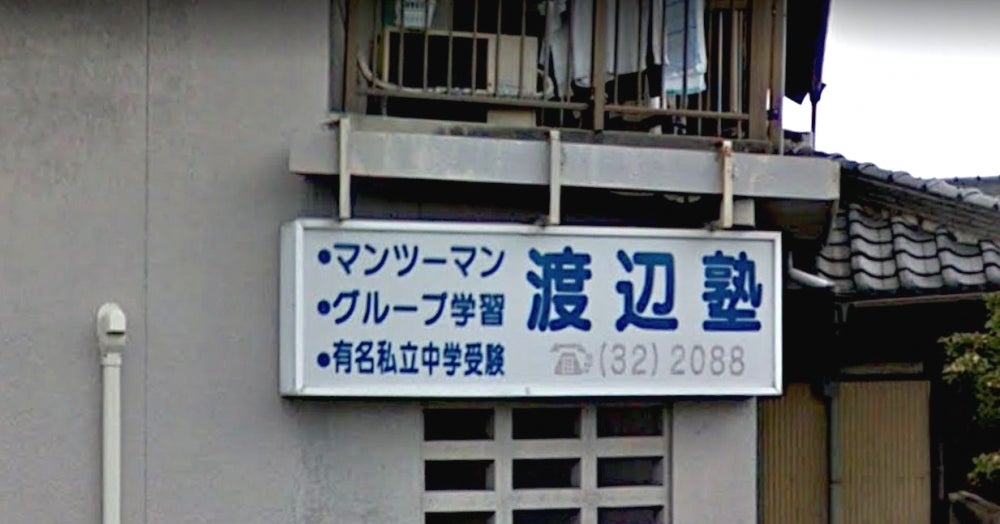 •マンツーマン
•グループ学習
•有名私立中学受験
渡辺塾
☎(32)2088